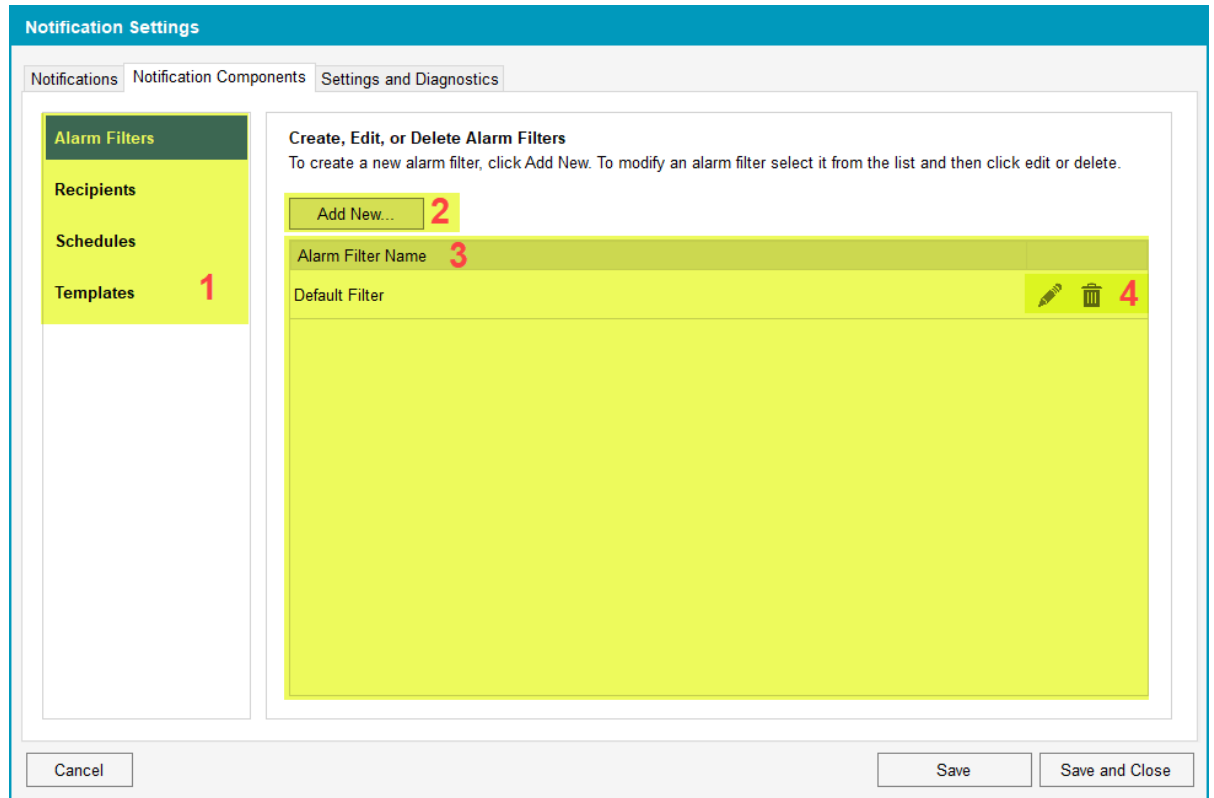 Notification Settings
Notifications Notification Components Settings and Diagnostics
Alarm Filters
Recipients
Schedules
Templates 1
Create, Edit, or Delete Alarm Filters
To create a new alarm filter, click Add New. To modify an alarm filter select it from the list and then click edit or delete.
Add New... 2
Alarm Filter Name 3
Default Filter 4
Cancel Save Save and Close